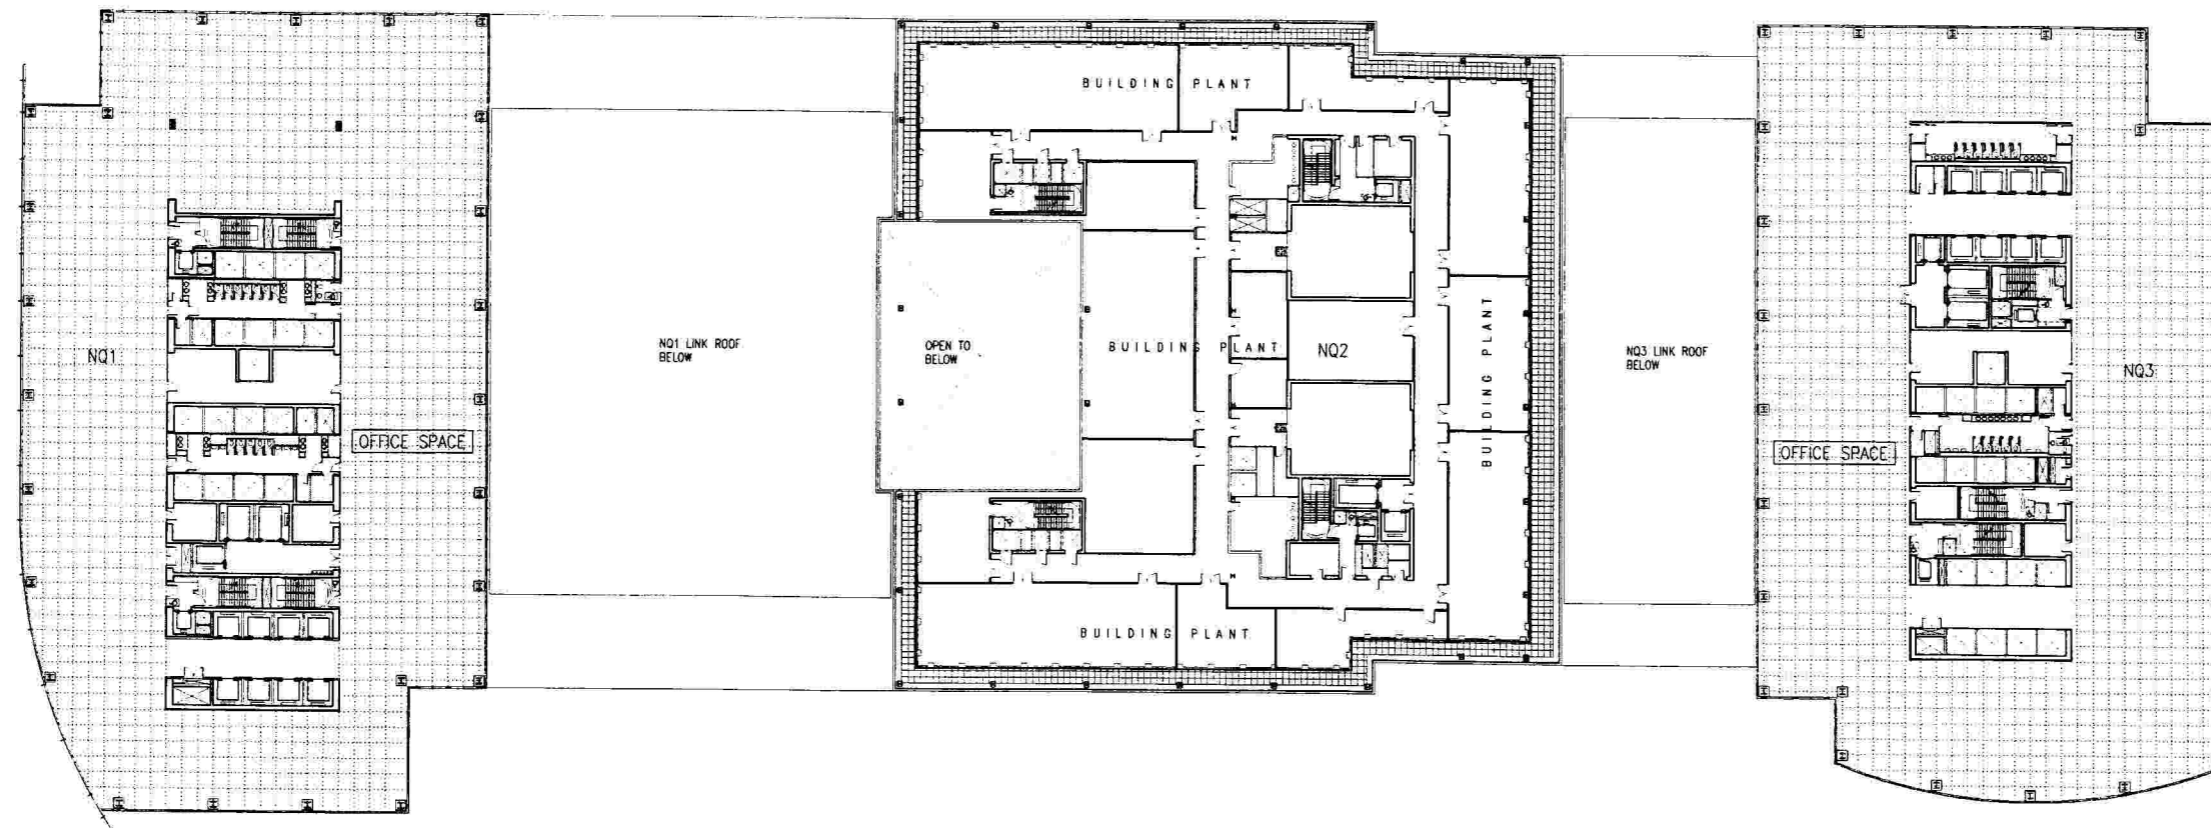 BUILDING PLANT
NQ1
OFFICE SPACE
NQ1 LINK ROOF
BELOW
OPEN TO
BELOW
BUILDING PLANT
NQ2
BUILDING PLANT
NQ3 LINK ROOF
BELOW
NQ3
OFFICE SPACE
BUILDING PLANT